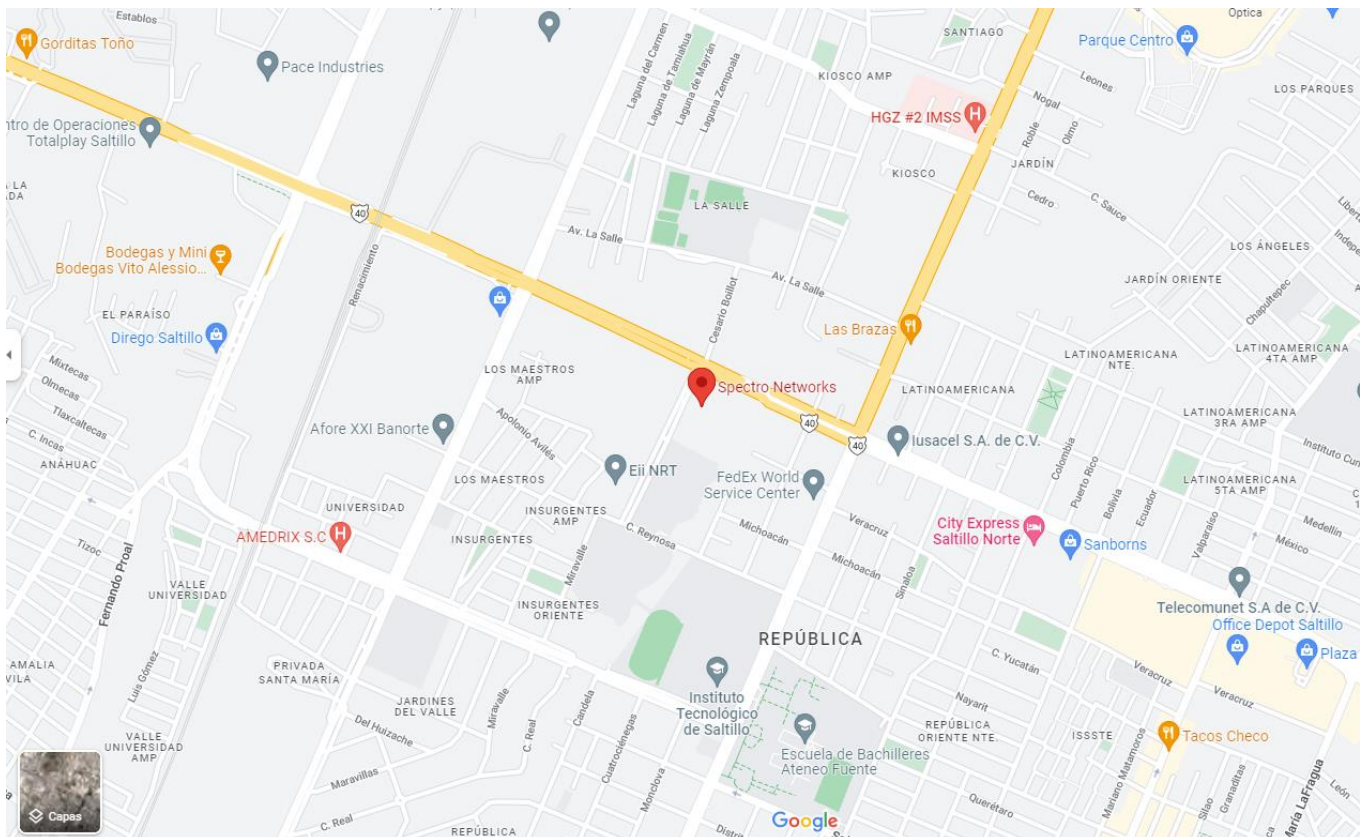 Establos
Gorditas Toño
Pace Industries
Optica
SANTIAGO
Parque Centro
Laguna del Carmen
Laguna de Tamiahua
Laguna de Mayrán
Laguna Zempoala
KIOSCO AMP
Leones
LOS PARQUES
Nogal
HGZ #2 IMSS
H
Roble
Olmo
ntro de Operaciones
Totalplay Saltillo
JARDÍN
KIOSCO
Cedro
C. Sauce
LA SALLE
40
Av. La Salle
Renacimiento
Bodegas y Mini
Bodegas Vito Alessio...
LOS ÁNGELES
Av. La Salle
JARDÍN ORIENTE
Chapultepec
EL PARAÍSO
Dirego Saltillo
Cesario Boillot
Las Brazas
LATINOAMERICANA
4TA AMP
LATINOAMERICANA
NTE.
Mixtecas
Olmecas
Tlaxcaltecas
C. Incas
LOS MAESTROS
AMP
Spectro Networks
LATINOAMERICANA
Apolonio Avilés
Afore XXI Banorte
40
40
Iusacel S.A. de C.V.
LATINOAMERICANA
3RA AMP
ANÁHUAC
LOS MAESTROS
Eii NRT
FedEx World
Service Center
Colombia
Puerto Rico
Bolivia
Ecuador
LATINOAMERICANA
5TA AMP
UNIVERSIDAD
INSURGENTES
AMP
C. Reynosa
Michoacán
Veracruz
City Express
Saltillo Norte
Sanborns
Valparaíso
Medellin
México
AMEDRIX S.C
H
INSURGENTES
Miravalle
Michoacán
Sinaloa
Tizoc
Fernando Proal
VALLE
UNIVERSIDAD
INSURGENTES
ORIENTE
Telecomunet S.A de C.V.
Office Depot Saltillo
REPÚBLICA
Plaza
C. Yucatán
Veracruz
Veracruz
PRIVADA
SANTA MARÍA
Luis Gómez
Instituto
Tecnológico
de Saltillo
Nayarit
JARDINES
DEL VALLE
Miravalle
C. Real
Candela
Cuatrociénegas
Monclova
Del Huizache
REPÚBLICA
ORIENTE NTE.
ISSSTE
Tacos Checo
VALLE
UNIVERSIDAD
AMP
Escuela de Bachilleres
Ateneo Fuente
Mariano Matamoros
Maravillas
Querétaro
Silao
Granaditas
León
María LaFragua
Capas
C. Real
REPÚBLICA
Google